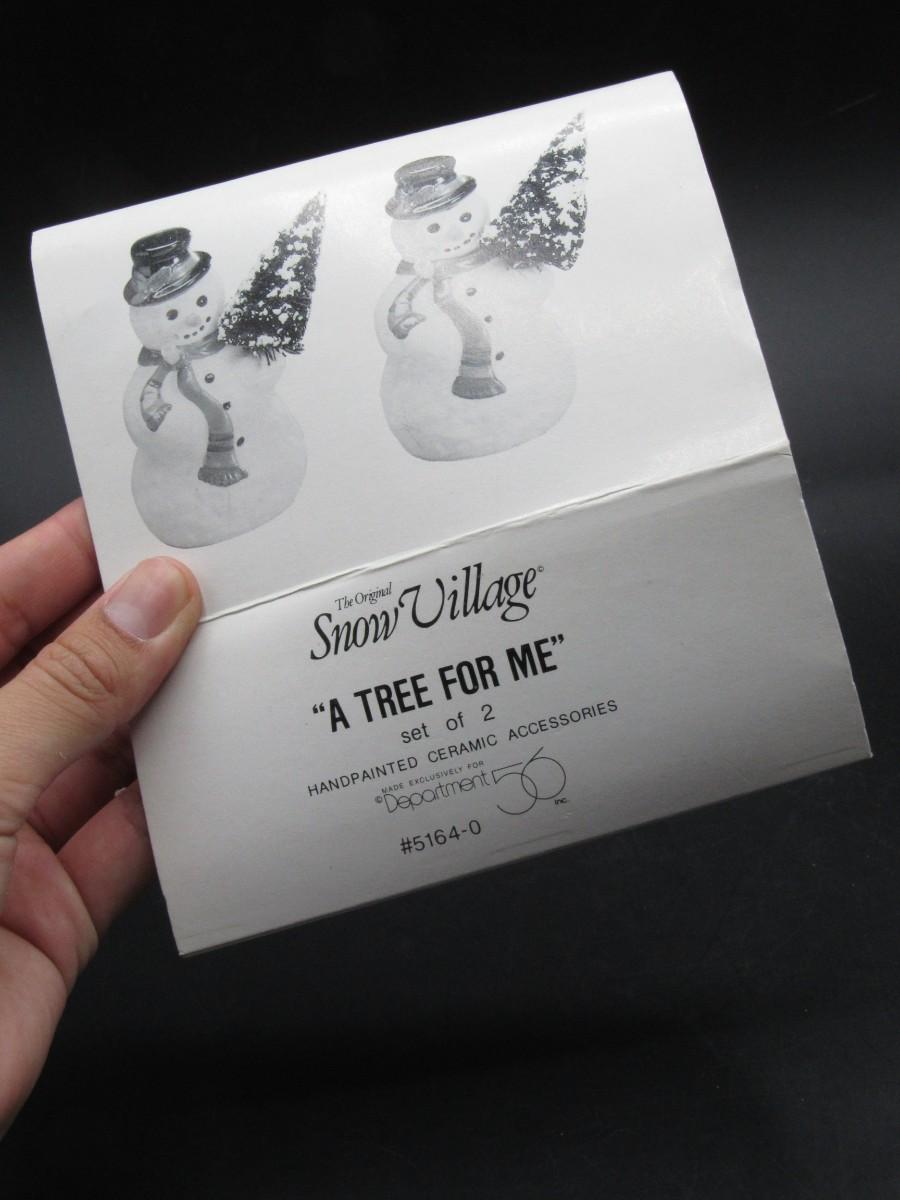 The Original
Snow Village©
“A TREE FOR ME”
set of 2
HANDPAINTED CERAMIC ACCESSORIES
MADE EXCLUSIVELY FOR
©Department 56 inc.
#5164-0